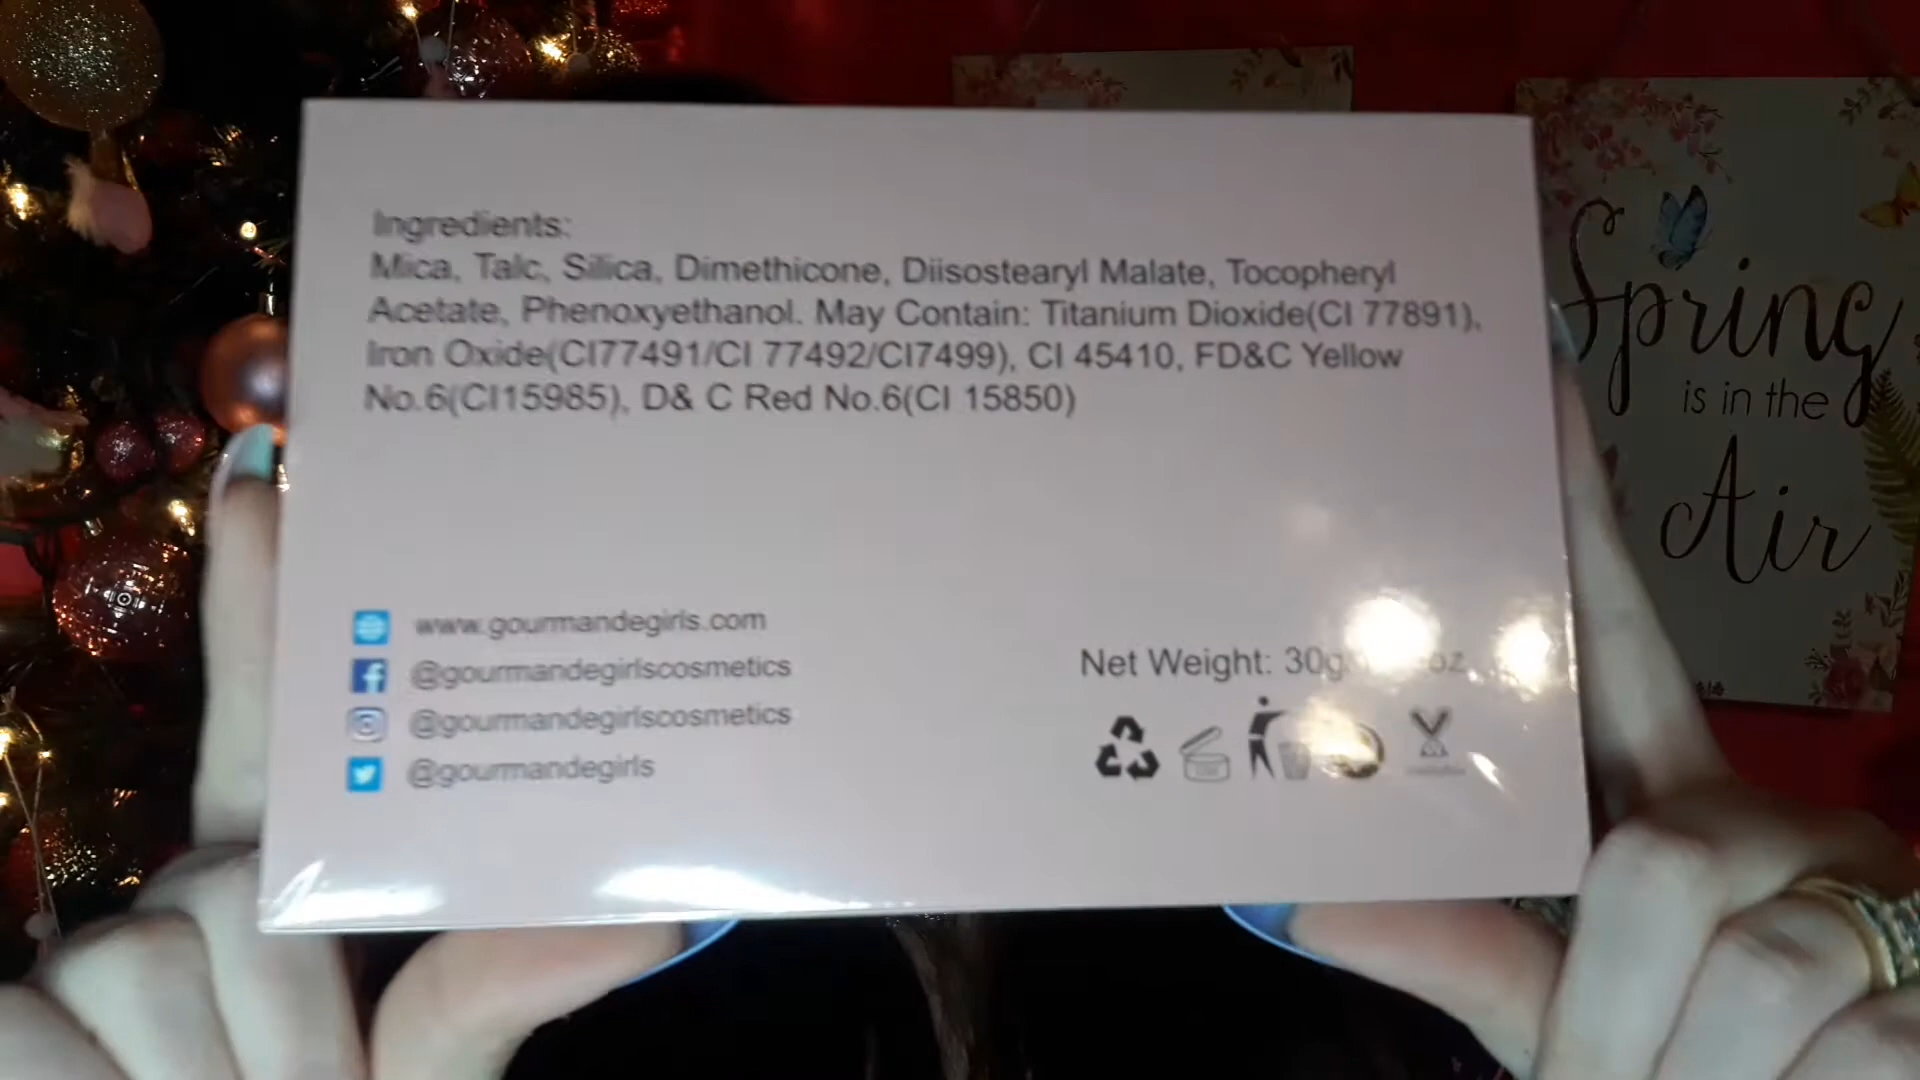 Ingredients:
Mica, Talc, Silica, Dimethicone, Diisostearyl Malate, Tocopheryl
Acetate, Phenoxyethanol. May Contain: Titanium Dioxide(CI 77891),
Iron Oxide(CI77491/CI 77492/CI7499), CI 45410, FD&C Yellow
No.6(CI15985), D& C Red No.6(CI 15850)
www.gourmandegirls.com
@gourmandegirlscosmetics
@gourmandegirlscosmetics
@gourmandegirls
Net Weight: 30g oz
Spring
is in the
Air